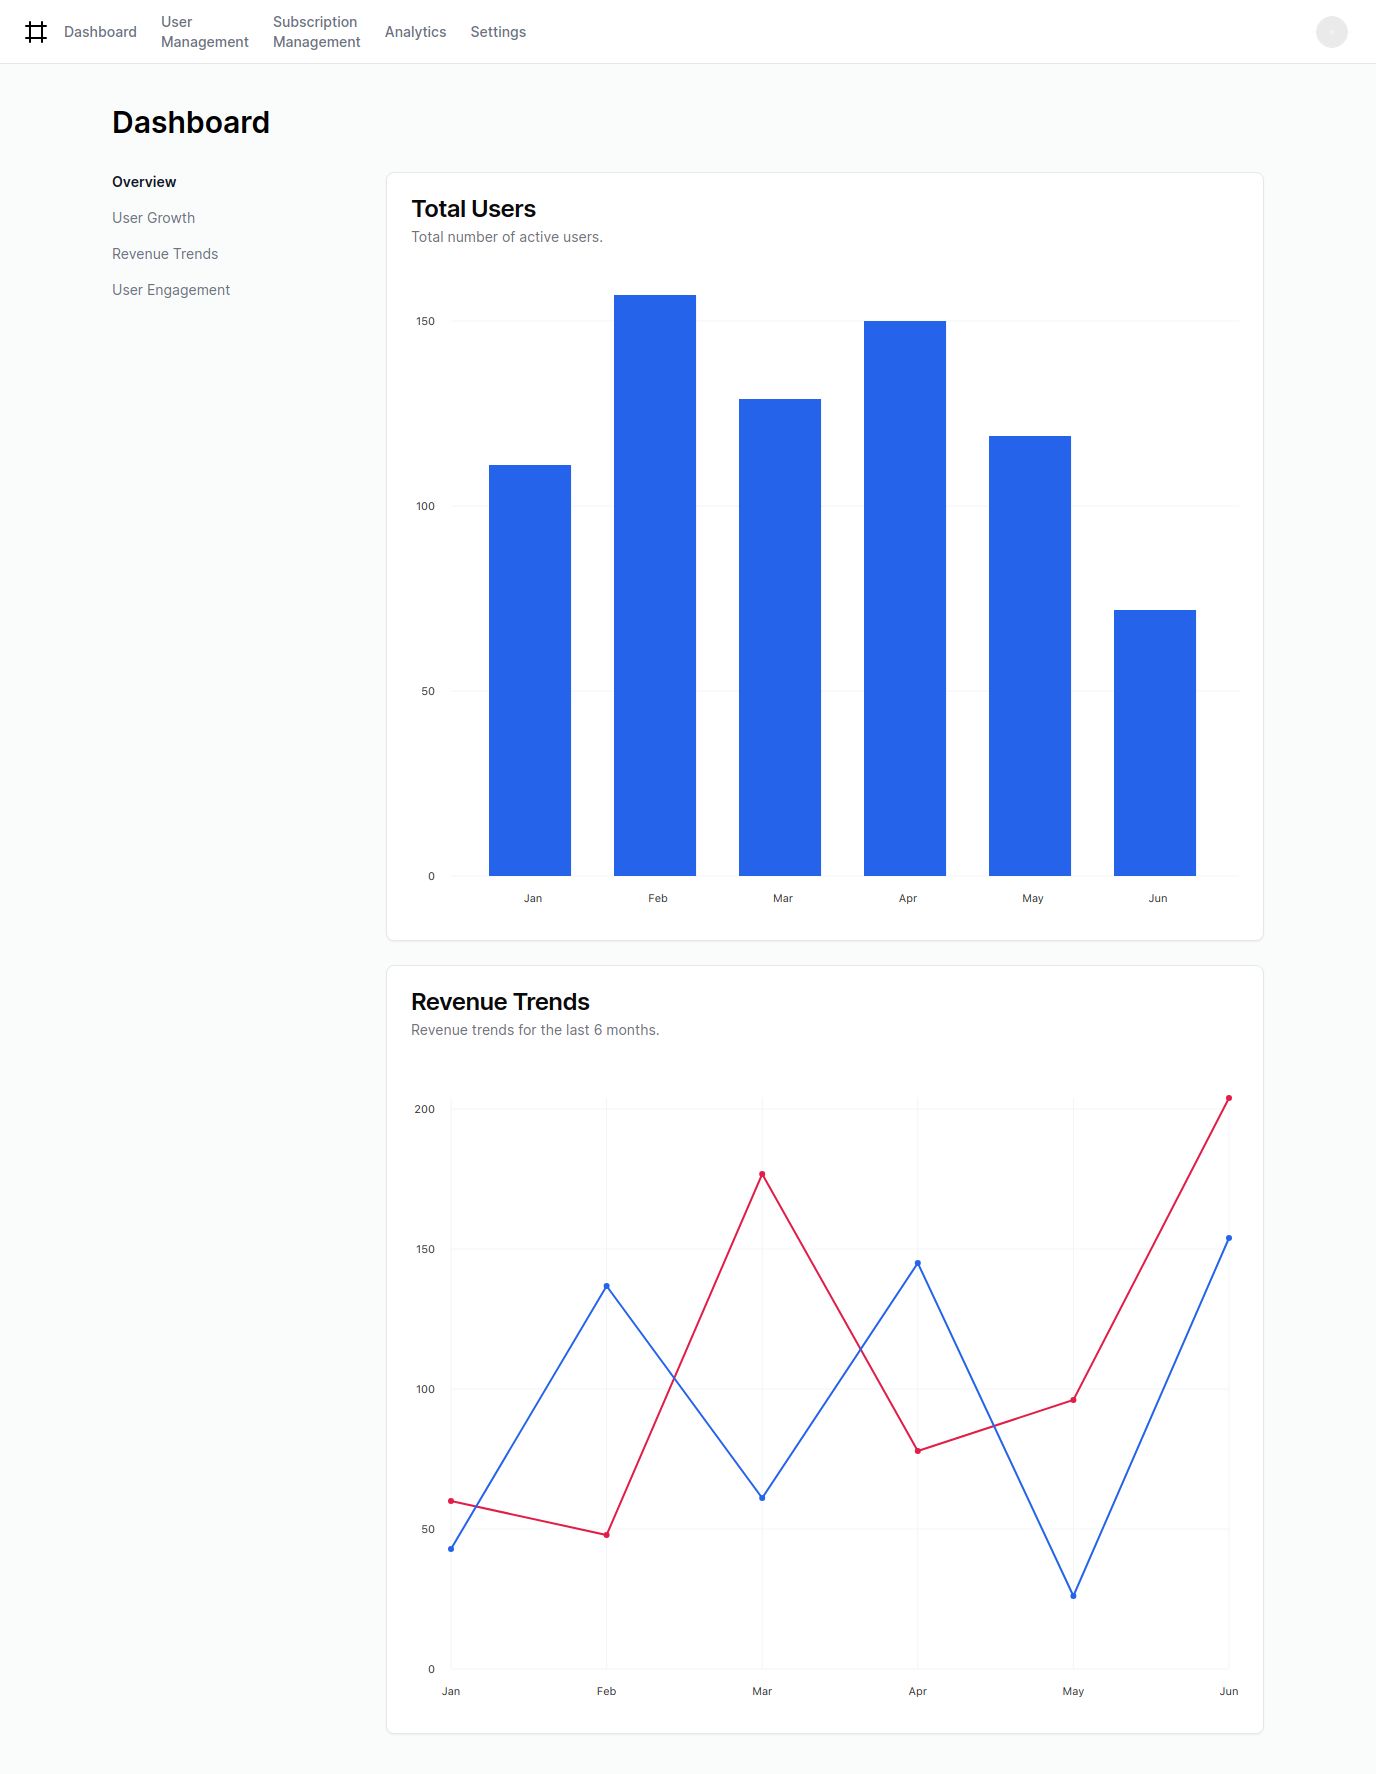 Dashboard
User
Management
Subscription
Management
Analytics
Settings
Dashboard
Overview
User Growth
Revenue Trends
User Engagement
Total Users
Total number of active users.
150
100
50
0
Jan Feb Mar Apr May Jun
Revenue Trends
Revenue trends for the last 6 months.
200
150
100
50
0
Jan Feb Mar Apr May Jun